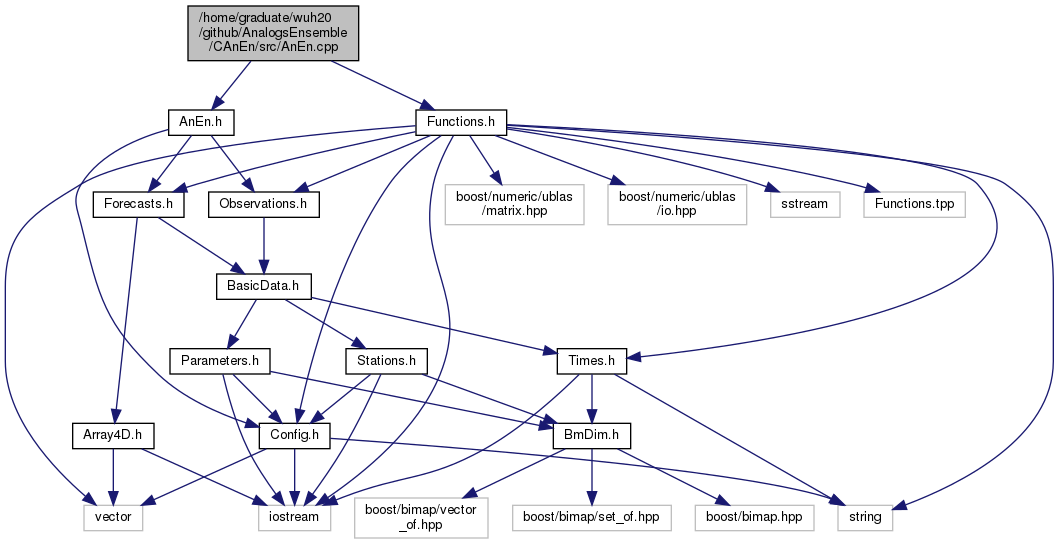 /home/graduate/wuh20
/github/AnalogsEnsemble
/CAnEn/src/AnEn.cpp
AnEn.h
Functions.h
Forecasts.h
Observations.h
boost/numeric/ublas
/matrix.hpp
boost/numeric/ublas
/io.hpp
sstream
Functions.tpp
BasicData.h
Parameters.h
Stations.h
Times.h
Array4D.h
Config.h
BmDim.h
vector
iostream
boost/bimap/vector
_of.hpp
boost/bimap/set_of.hpp
boost/bimap.hpp
string